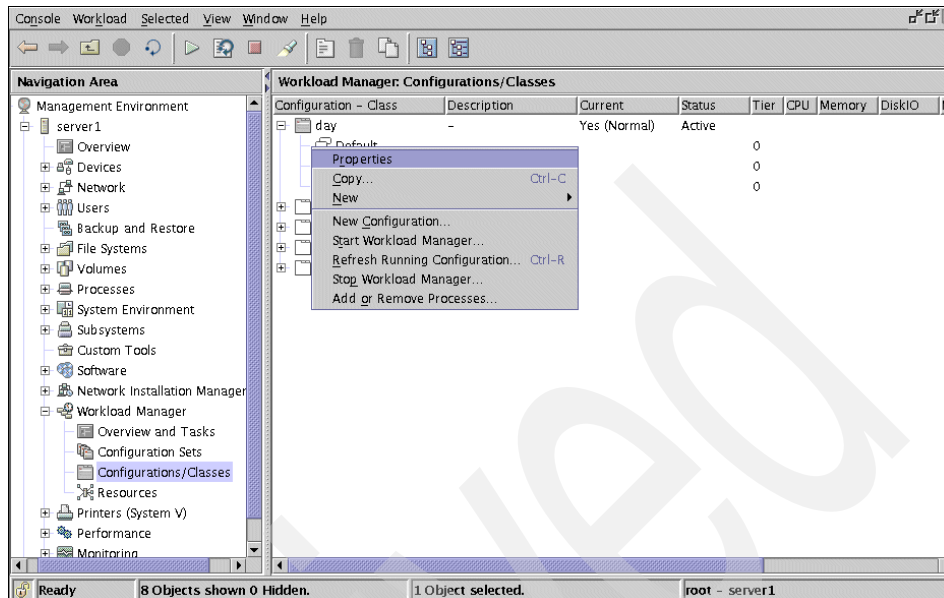 Console Workload Selected View Window Help
Navigation Area
Workload Manager: Configurations/Classes
Management Environment
server1
Overview
Devices
Network
Users
Backup and Restore
File Systems
Volumes
Processes
System Environment
Subsystems
Custom Tools
Software
Network Installation Manager
Workload Manager
Overview and Tasks
Configuration Sets
Configurations/Classes
Resources
Printers (System V)
Performance
Monitoring
Configuration - Class Description Current Status Tier CPU Memory DiskIO
day - Yes (Normal) Active
Default 0
0
0
Properties
Copy... Ctrl-C
New
New Configuration...
Start Workload Manager...
Refresh Running Configuration... Ctrl-R
Stop Workload Manager...
Add or Remove Processes...
Ready 8 Objects shown 0 Hidden. 1 Object selected. root - server1